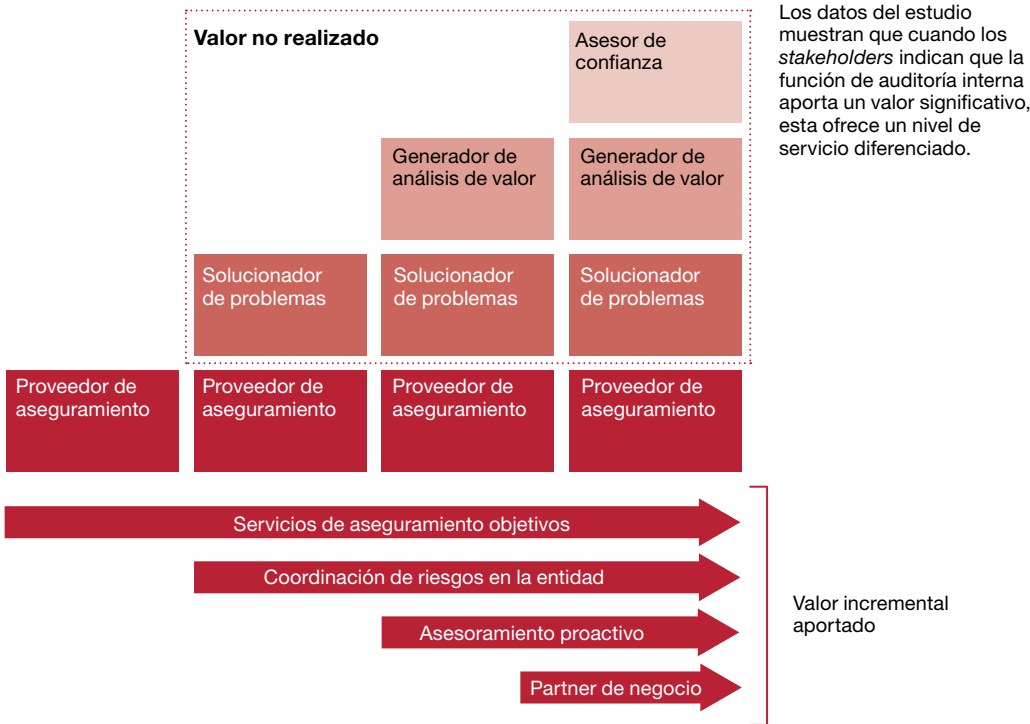 Valor no realizado
Asesor de
confianza
Los datos del estudio
muestran que cuando los
stakeholders indican que la
función de auditoría interna
aporta un valor significativo,
esta ofrece un nivel de
servicio diferenciado.
Generador de
análisis de valor
Generador de
análisis de valor
Solucionador
de problemas
Solucionador
de problemas
Solucionador
de problemas
Proveedor de
aseguramiento
Proveedor de
aseguramiento
Proveedor de
aseguramiento
Proveedor de
aseguramiento
Servicios de aseguramiento objetivos
Coordinación de riesgos en la entidad
Asesoramiento proactivo
Partner de negocio
Valor incremental
aportado